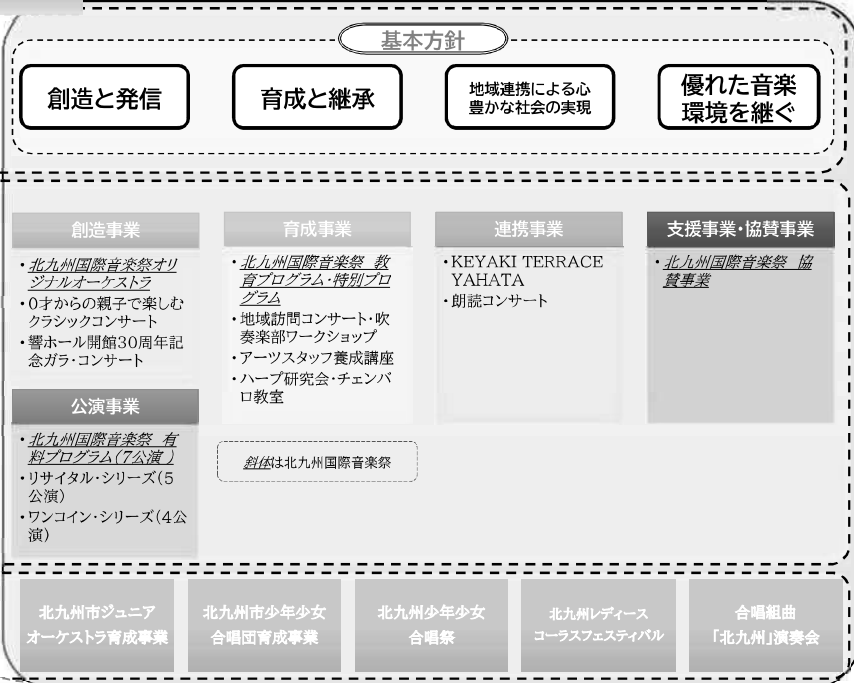 基本方針
創造と発信
育成と継承
地域連携による心
豊かな社会の実現
優れた音楽
環境を継ぐ
創造事業
・北九州国際音楽祭オリ
ジナルオーケストラ
・0才からの親子で楽しむ
クラシックコンサート
・響ホール開館30周年記
念ガラ・コンサート
公演事業
・北九州国際音楽祭 有
料プログラム(7公演)
・リサイタル・シリーズ(5
公演)
・ワンコイン・シリーズ(4公
演)
育成事業
・北九州国際音楽祭 教
育プログラム・特別プロ
グラム
・地域訪問コンサート・吹
奏楽部ワークショップ
・アーツスタッフ養成講座
・ハープ研究会・チェンバ
ロ教室
連携事業
・KEYAKI TERRACE
YAHATA
・朗読コンサート
支援事業・協賛事業
・北九州国際音楽祭 協
賛事業
斜体は北九州国際音楽祭
北九州市ジュニア
オーケストラ育成事業
北九州市少年少女
合唱団育成事業
北九州少年少女
合唱祭
北九州レディース
コーラスフェスティバル
合唱組曲
「北九州」演奏会